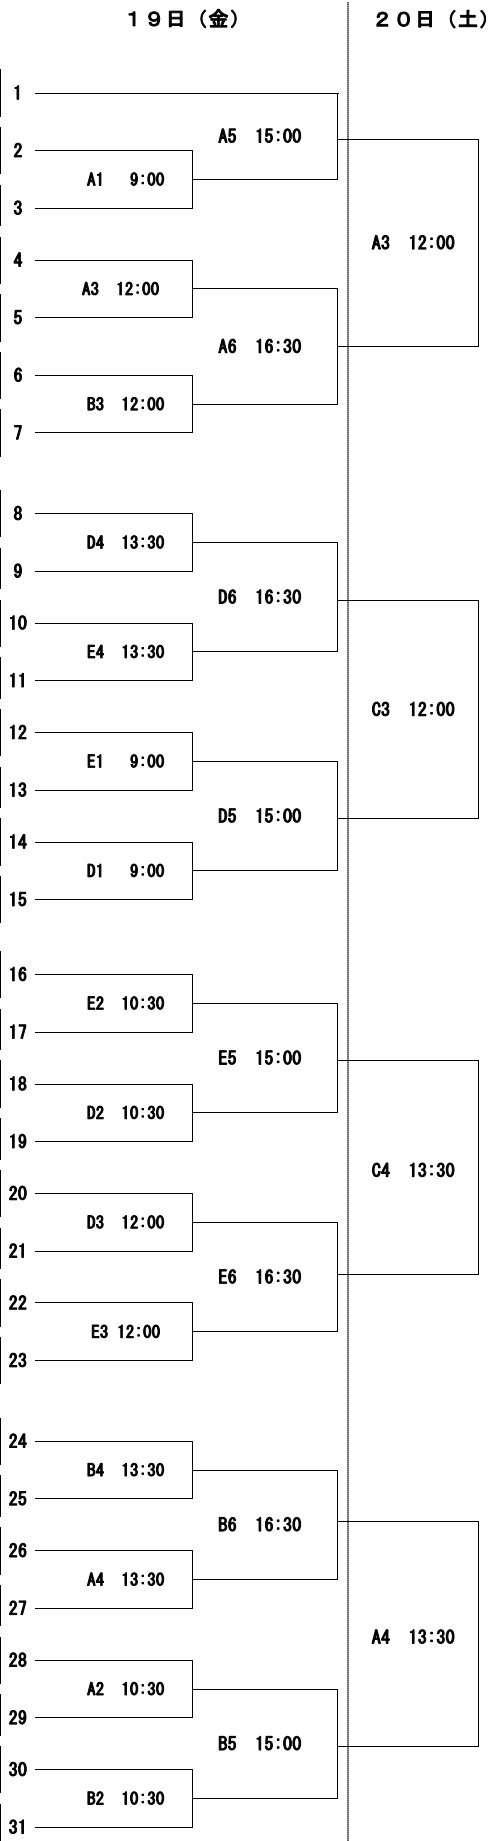 １９日（金） ２０日（土）
1
A5 15:00
2
A1 9:00
3
A3 12:00
4
A3 12:00
5
A6 16:30
6
B3 12:00
7
8
D4 13:30
9
D6 16:30
10
E4 13:30
11
C3 12:00
12
E1 9:00
13
D5 15:00
14
D1 9:00
15
16
E2 10:30
17
E5 15:00
18
D2 10:30
19
C4 13:30
20
D3 12:00
21
E6 16:30
22
E3 12:00
23
24
B4 13:30
25
B6 16:30
26
A4 13:30
27
A4 13:30
28
A2 10:30
29
B5 15:00
30
B2 10:30
31